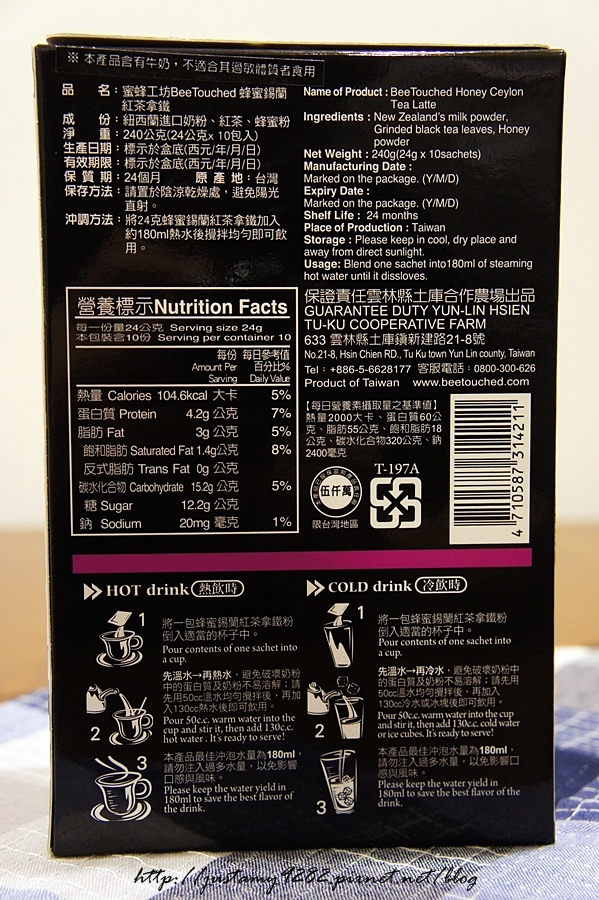 ※ 本產品含有牛奶，不適合其過敏體質者食用
品　　名：蜜蜂工坊BeeTouched 蜂蜜錫蘭
紅茶拿鐵
成　　份：紐西蘭進口奶粉、紅茶、蜂蜜粉
淨　　重：240公克(24公克x 10包入)
生產日期：標示於盒底(西元/年/月/日)
有效期限：標示於盒底(西元/年/月/日)
保 質 期：24個月　原 產 地：台灣
保存方法：請置於陰涼乾燥處，避免陽光
直射。
沖調方法：將24克蜂蜜錫蘭紅茶拿鐵加入
約180ml熱水後攪拌均勻即可飲
用。
Name of Product : BeeTouched Honey Ceylon
Tea Latte
Ingredients : New Zealand's milk powder,
Grinded black tea leaves, Honey
powder
Net Weight : 240g(24g x 10sachets)
Manufacturing Date :
Marked on the package. (Y/M/D)
Expiry Date :
Marked on the package. (Y/M/D)
Shelf Life : 24 months
Place of Production : Taiwan
Storage : Please keep in cool, dry place and
away from direct sunlight.
Usage: Blend one sachet into180ml of steaming
hot water until it dissloves.
營養標示Nutrition Facts
每一份量24公克 Serving size 24g
本包裝含10份 Serving per container 10
每份 每日參考值
百分比%
Amount Per
Serving Daily Value
熱量 Calories 104.6kcal 大卡 5%
蛋白質 Protein 4.2g 公克 7%
脂肪 Fat 3g 公克 5%
飽和脂肪 Saturated Fat 1.4g公克 8%
反式脂肪 Trans Fat 0g 公克
碳水化合物 Carbohydrate 15.2g 公克 5%
糖 Sugar 12.2g 公克
鈉 Sodium 20mg 毫克 1%
保證責任雲林縣土庫合作農場出品
GUARANTEE DUTY YUN-LIN HSIEN
TU-KU COOPERATIVE FARM
633 雲林縣土庫鎮新建路21-8號
No.21-8, Hsin Chien RD., Tu Ku town Yun Lin county, Taiwan
Tel：+886-5-6628177 客服電話：0800-300-626
Product of Taiwan www.beetouched.com
【每日營養素攝取量之基準值】
熱量2000大卡、蛋白質60公
克、脂肪55公克、飽和脂肪18
公克、碳水化合物320公克、鈉
2400毫克
伍仟萬
限台灣地區
T-197A
4 710587 314211
HOT drink 熱飲時
1
將一包蜂蜜錫蘭紅茶拿鐵粉
倒入適當的杯子中。
Pour contents of one sachet into
a cup.
2
先溫水→再熱水，避免破壞奶粉
中的蛋白質及奶粉不易溶解；請
先用50cc溫水均勻攪拌後，再加
入130cc熱水後即可飲用。
Pour 50c.c. warm water into the cup
and stir it, then add 130c.c.
hot water . It's ready to serve!
3
本產品最佳沖泡水量為180ml，
請勿注入過多水量，以免影響
口感與風味。
Please keep the water yield in
180ml to save the best flavor of
the drink.
COLD drink 冷飲時
1
將一包蜂蜜錫蘭紅茶拿鐵粉
倒入適當的杯子中。
Pour contents of one sachet into
a cup.
2
先溫水→再冷水，避免破壞奶粉中
的蛋白質及奶粉不易溶解；請先用
50cc溫水均勻攪拌後，再加入
130cc冷水或冰塊後即可飲用。
Pour 50c.c. warm water into the cup
and stir it, then add 130c.c. cold water
or ice cubes. It's ready to serve!
3
本產品最佳沖泡水量為180ml，
請勿注入過多水量，以免影響口
感與風味。
Please keep the water yield in
180ml to save the best flavor of the
drink.
http://justamy9282.pixnet.net/blog